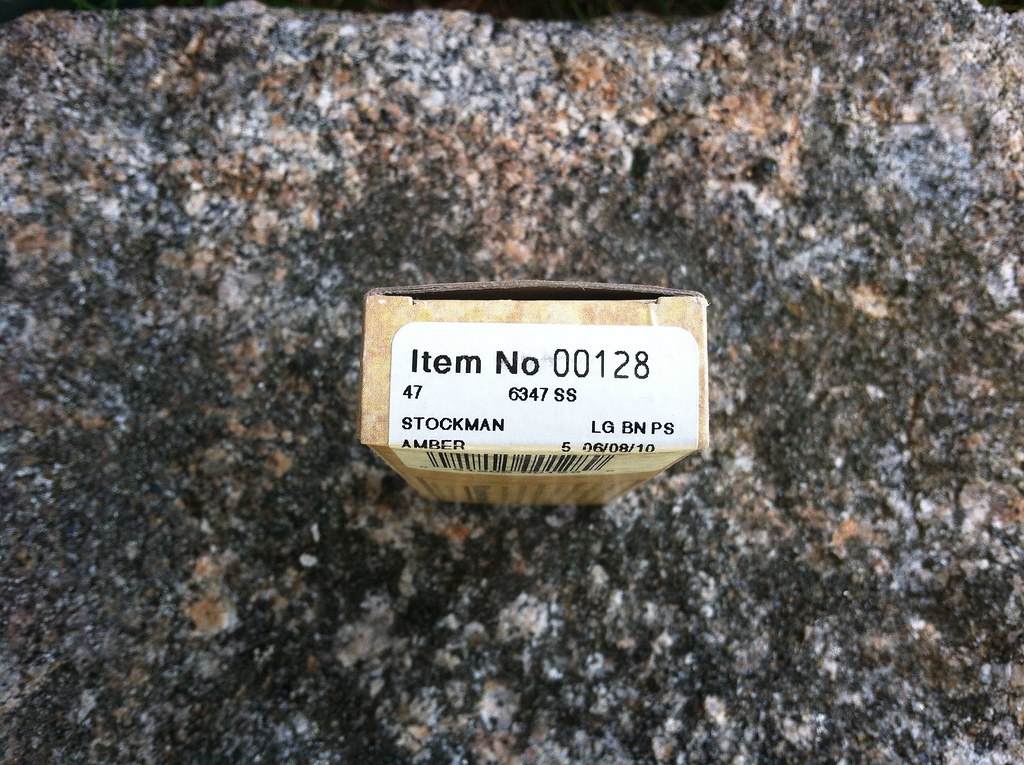 Item No 00128
47 6347 SS
STOCKMAN LG BN PS
AMBER 5 06/08/10